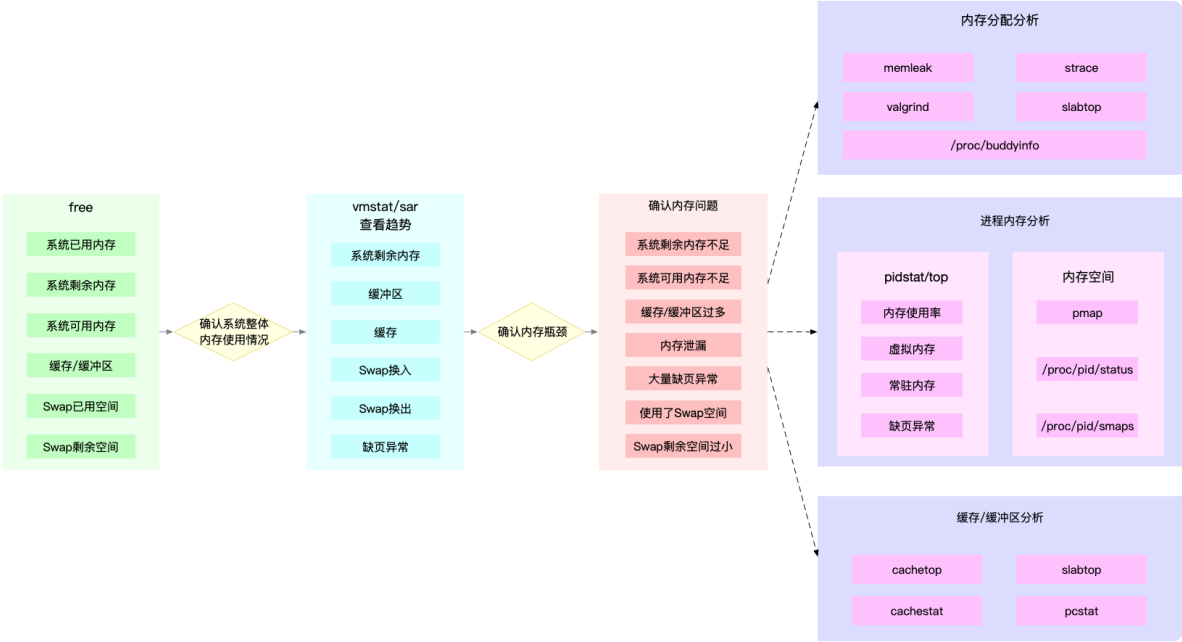 free
系统已用内存
系统剩余内存
系统可用内存
缓存/缓冲区
Swap已用空间
Swap剩余空间
确认系统整体
内存使用情况
vmstat/sar
查看趋势
系统剩余内存
缓冲区
缓存
Swap换入
Swap换出
缺页异常
确认内存瓶颈
确认内存问题
系统剩余内存不足
系统可用内存不足
缓存/缓冲区过多
内存泄漏
大量缺页异常
使用了Swap空间
Swap剩余空间过小
内存分配分析
memleak
strace
valgrind
slabtop
/proc/buddyinfo
进程内存分析
pidstat/top
内存使用率
虚拟内存
常驻内存
缺页异常
内存空间
pmap
/proc/pid/status
/proc/pid/smaps
缓存/缓冲区分析
cachetop
slabtop
cachestat
pcstat